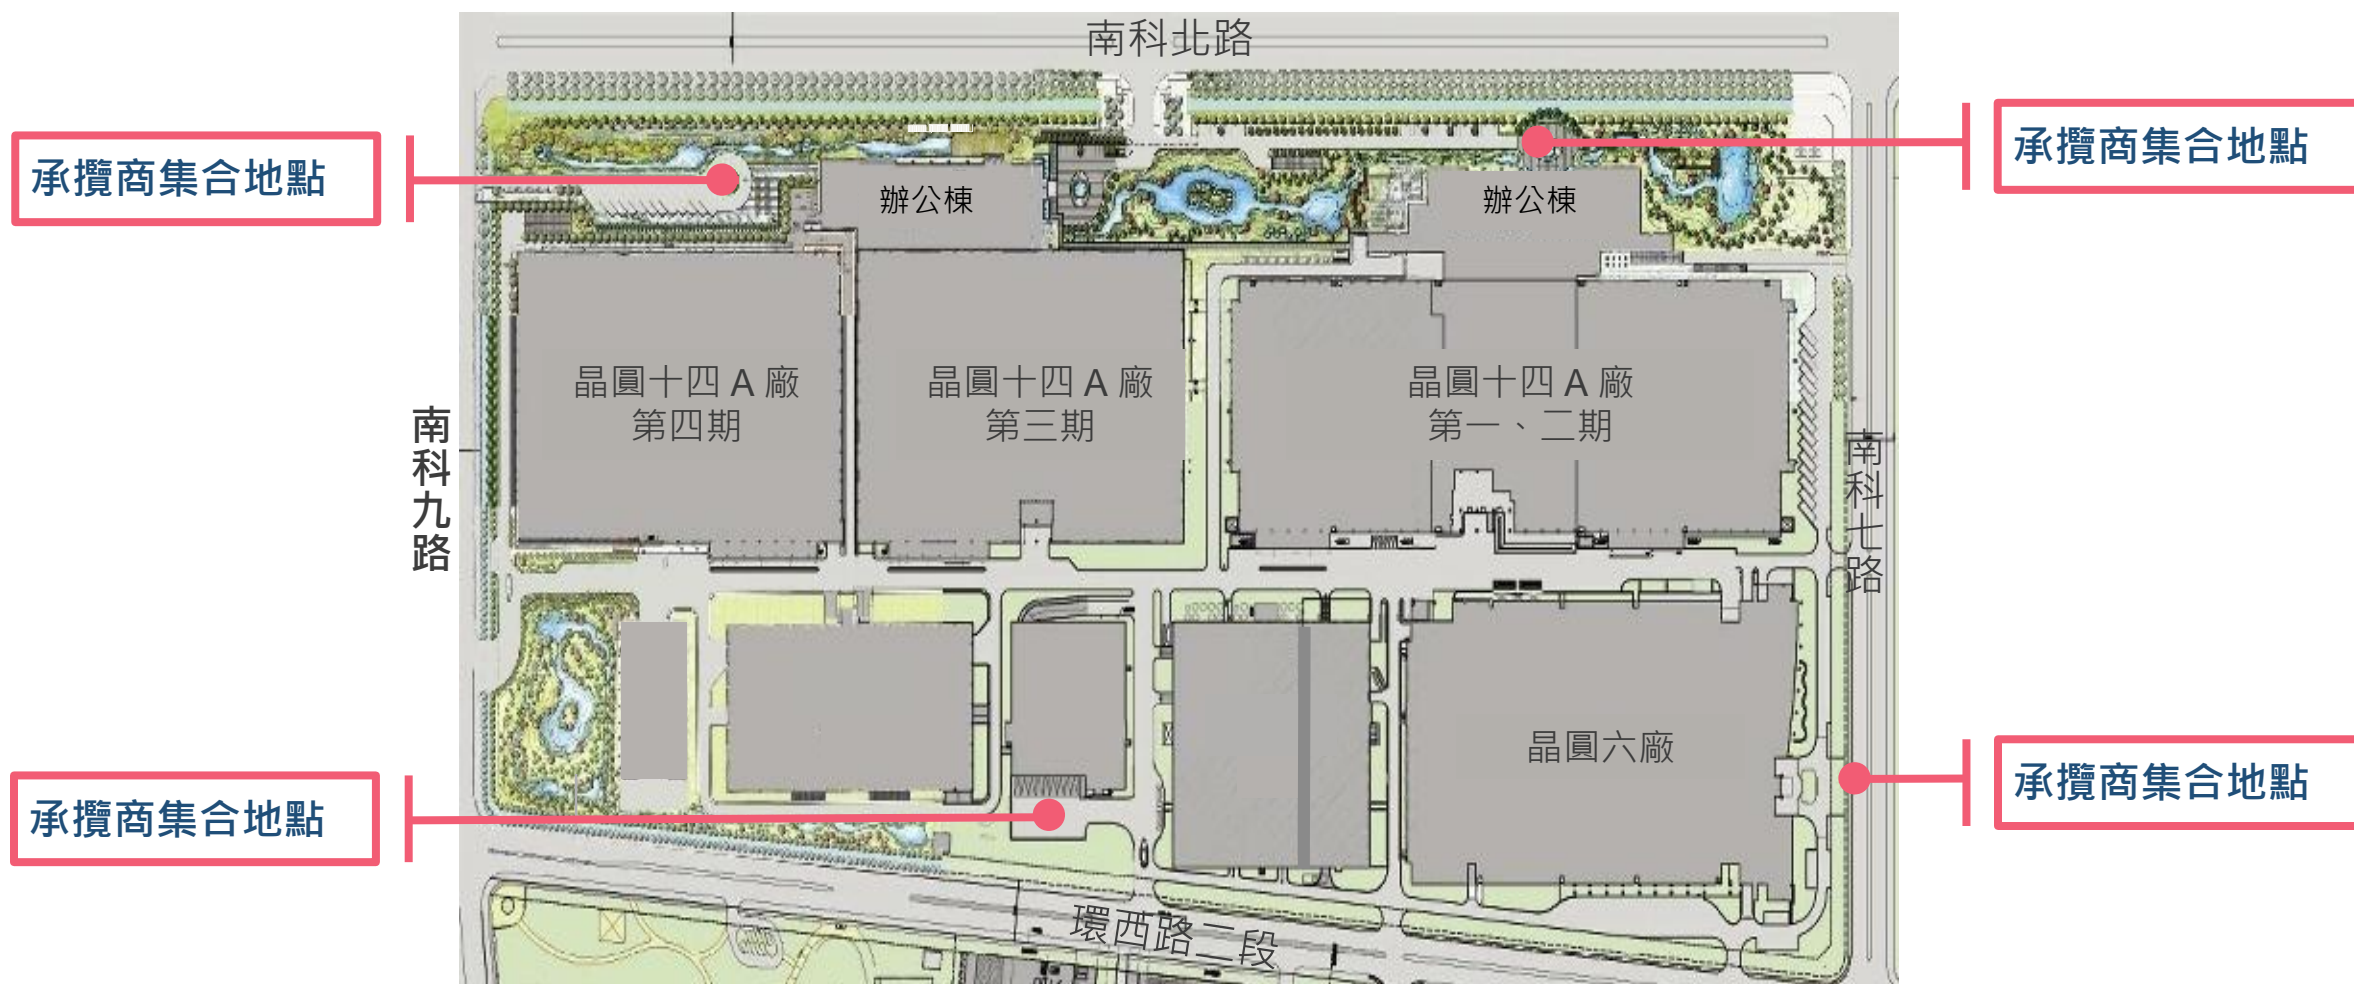 南科北路
承攬商集合地點
承攬商集合地點
辦公棟
辦公棟
晶圓十四 A 廠
第四期
晶圓十四 A 廠
第三期
晶圓十四 A 廠
第一、二期
南科九路
南科七路
晶圓六廠
承攬商集合地點
承攬商集合地點
環西路二段